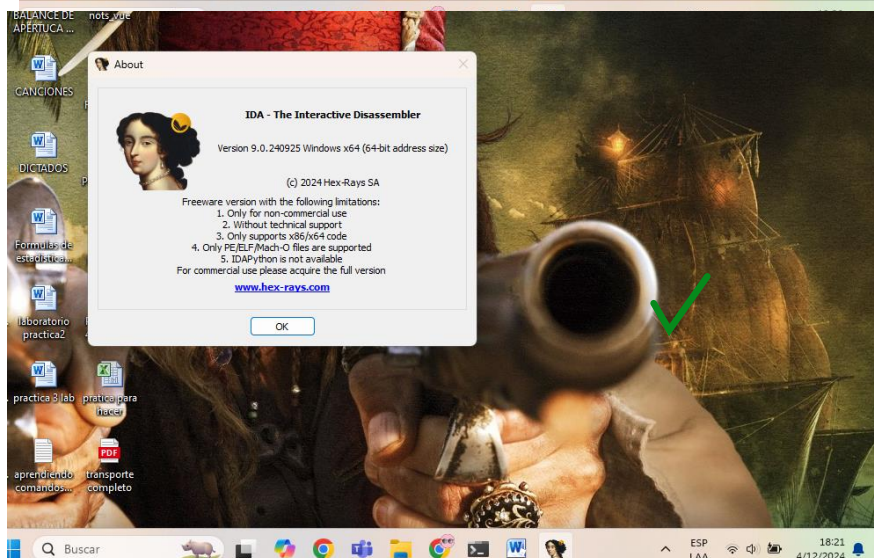 BALANCE DE
APERTUCA ...
nots_vue
CANCIONES
DICTADOS
Formulas de
estadistica...
laboratorio
practica2
practica 3 lab
pratica para
hacer
aprendiendo
comandos...
PDF
transporte
completo
About
IDA - The Interactive Disassembler
Version 9.0.240925 Windows x64 (64-bit address size)
(c) 2024 Hex-Rays SA
Freeware version with the following limitations:
1. Only for non-commercial use
2. Without technical support
3. Only supports x86/x64 code
4. Only PE/ELF/Mach-O files are supported
5. IDAPython is not available
For commercial use please acquire the full version
www.hex-rays.com
OK
Buscar
ESP
LAA
18:21
4/12/2024